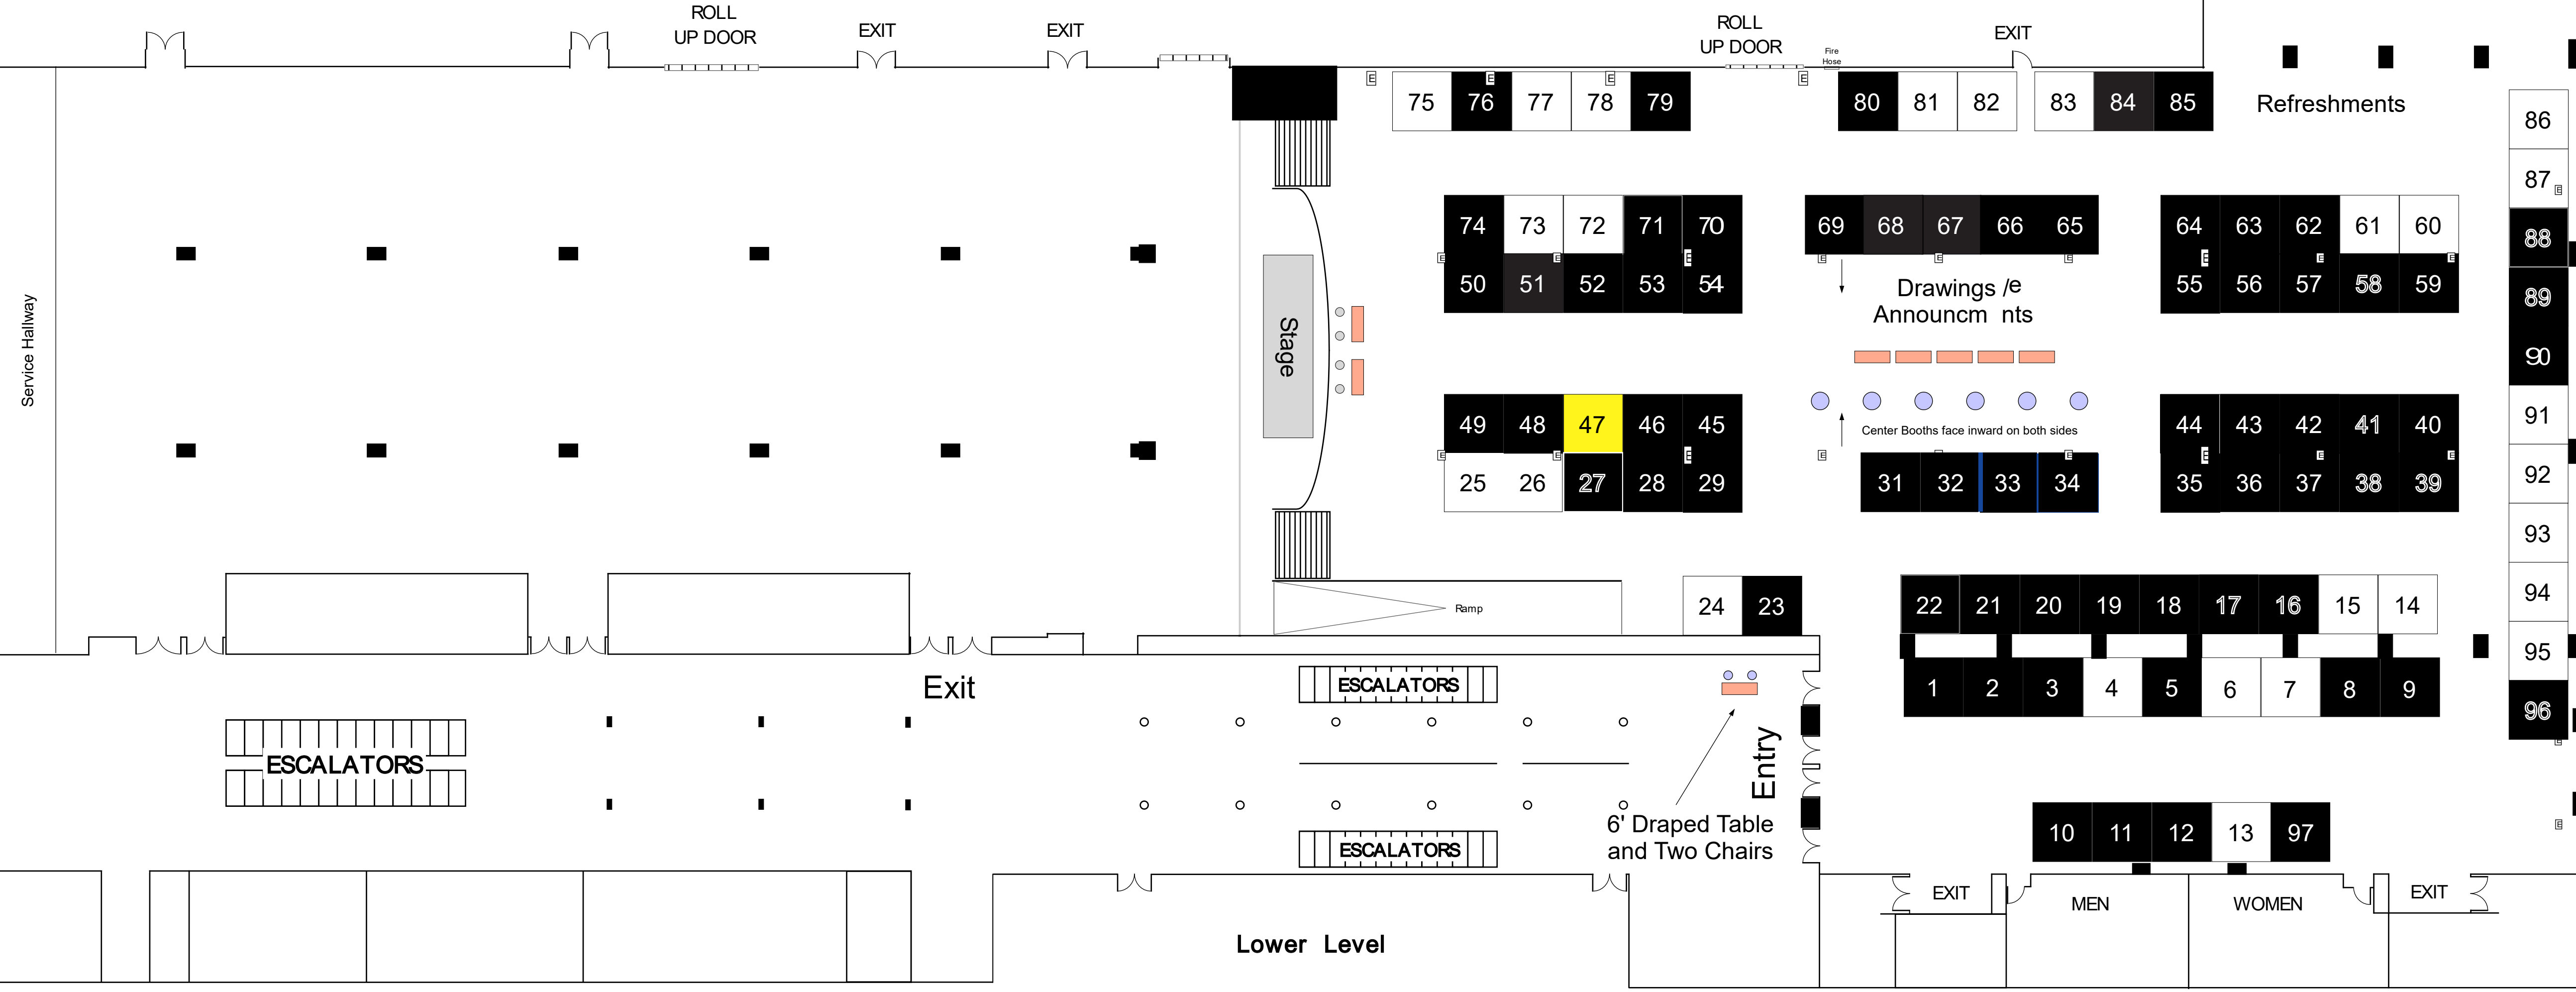 ROLL
UP DOOR
EXIT
EXIT
ROLL
UP DOOR
Fire
Hose
EXIT
E E E E
75 76 77 78 79
80 81 82
83 84 85
Refreshments
86
87
E
88
89
90
91
92
93
94
95
96
E
E
74 73 72 71 70
69 68 67 66 65
64 63 62 61 60
E E E E E E E E E
50 51 52 53 54
55 56 57 58 59
Drawings /e
Announcm nts
Service Hallway
Stage
49 48 47 46 45
44 43 42 41 40
Center Booths face inward on both sides
E E E E E E E E
25 26 27 28 29
31 32 33 34
35 36 37 38 39
Ramp
24 23
22 21 20 19 18 17 16 15 14
1 2 3 4 5 6 7 8 9
Exit
ESCALATORS
ESCALATORS
ESCALATORS
Entry
6' Draped Table
and Two Chairs
10 11 12 13 97
EXIT
MEN
WOMEN
EXIT
Lower Level